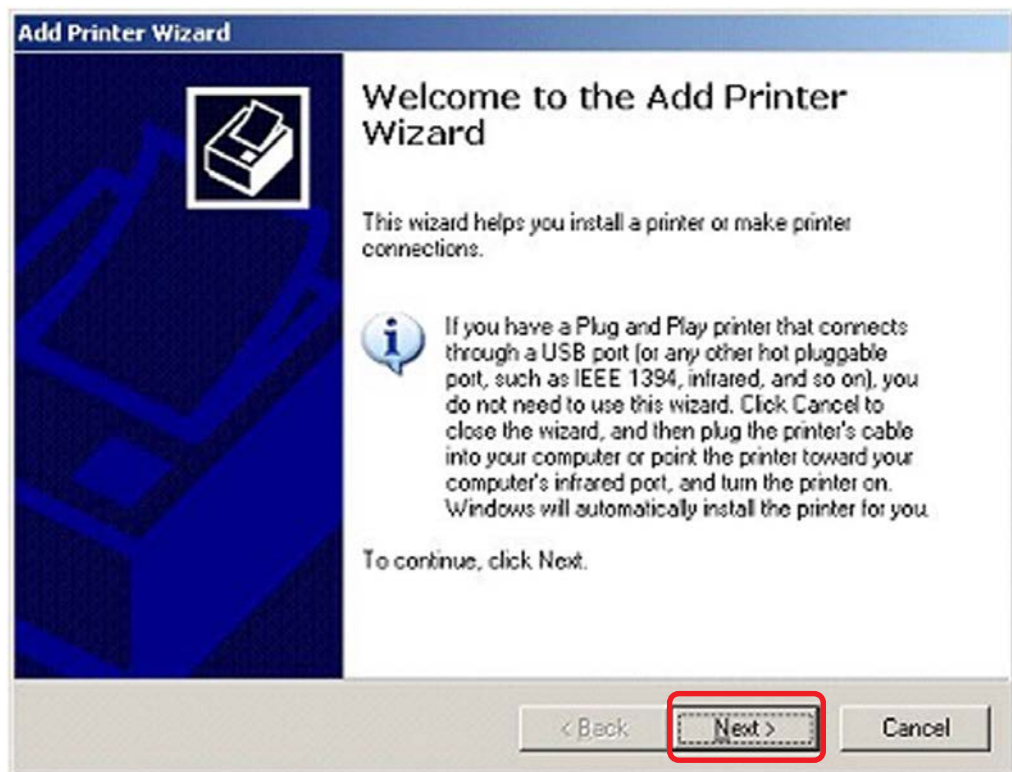 Add Printer Wizard
Welcome to the Add Printer
Wizard
This wizard helps you install a printer or make printer
connections.
If you have a Plug and Play printer that connects
through a USB port (or any other hot pluggable
port, such as IEEE 1394, infrared, and so on), you
do not need to use this wizard. Click Cancel to
close the wizard, and then plug the printer's cable
into your computer or point the printer toward your
computer's infrared port, and turn the printer on.
Windows will automatically install the printer for you.
To continue, click Next.
< Back Next > Cancel